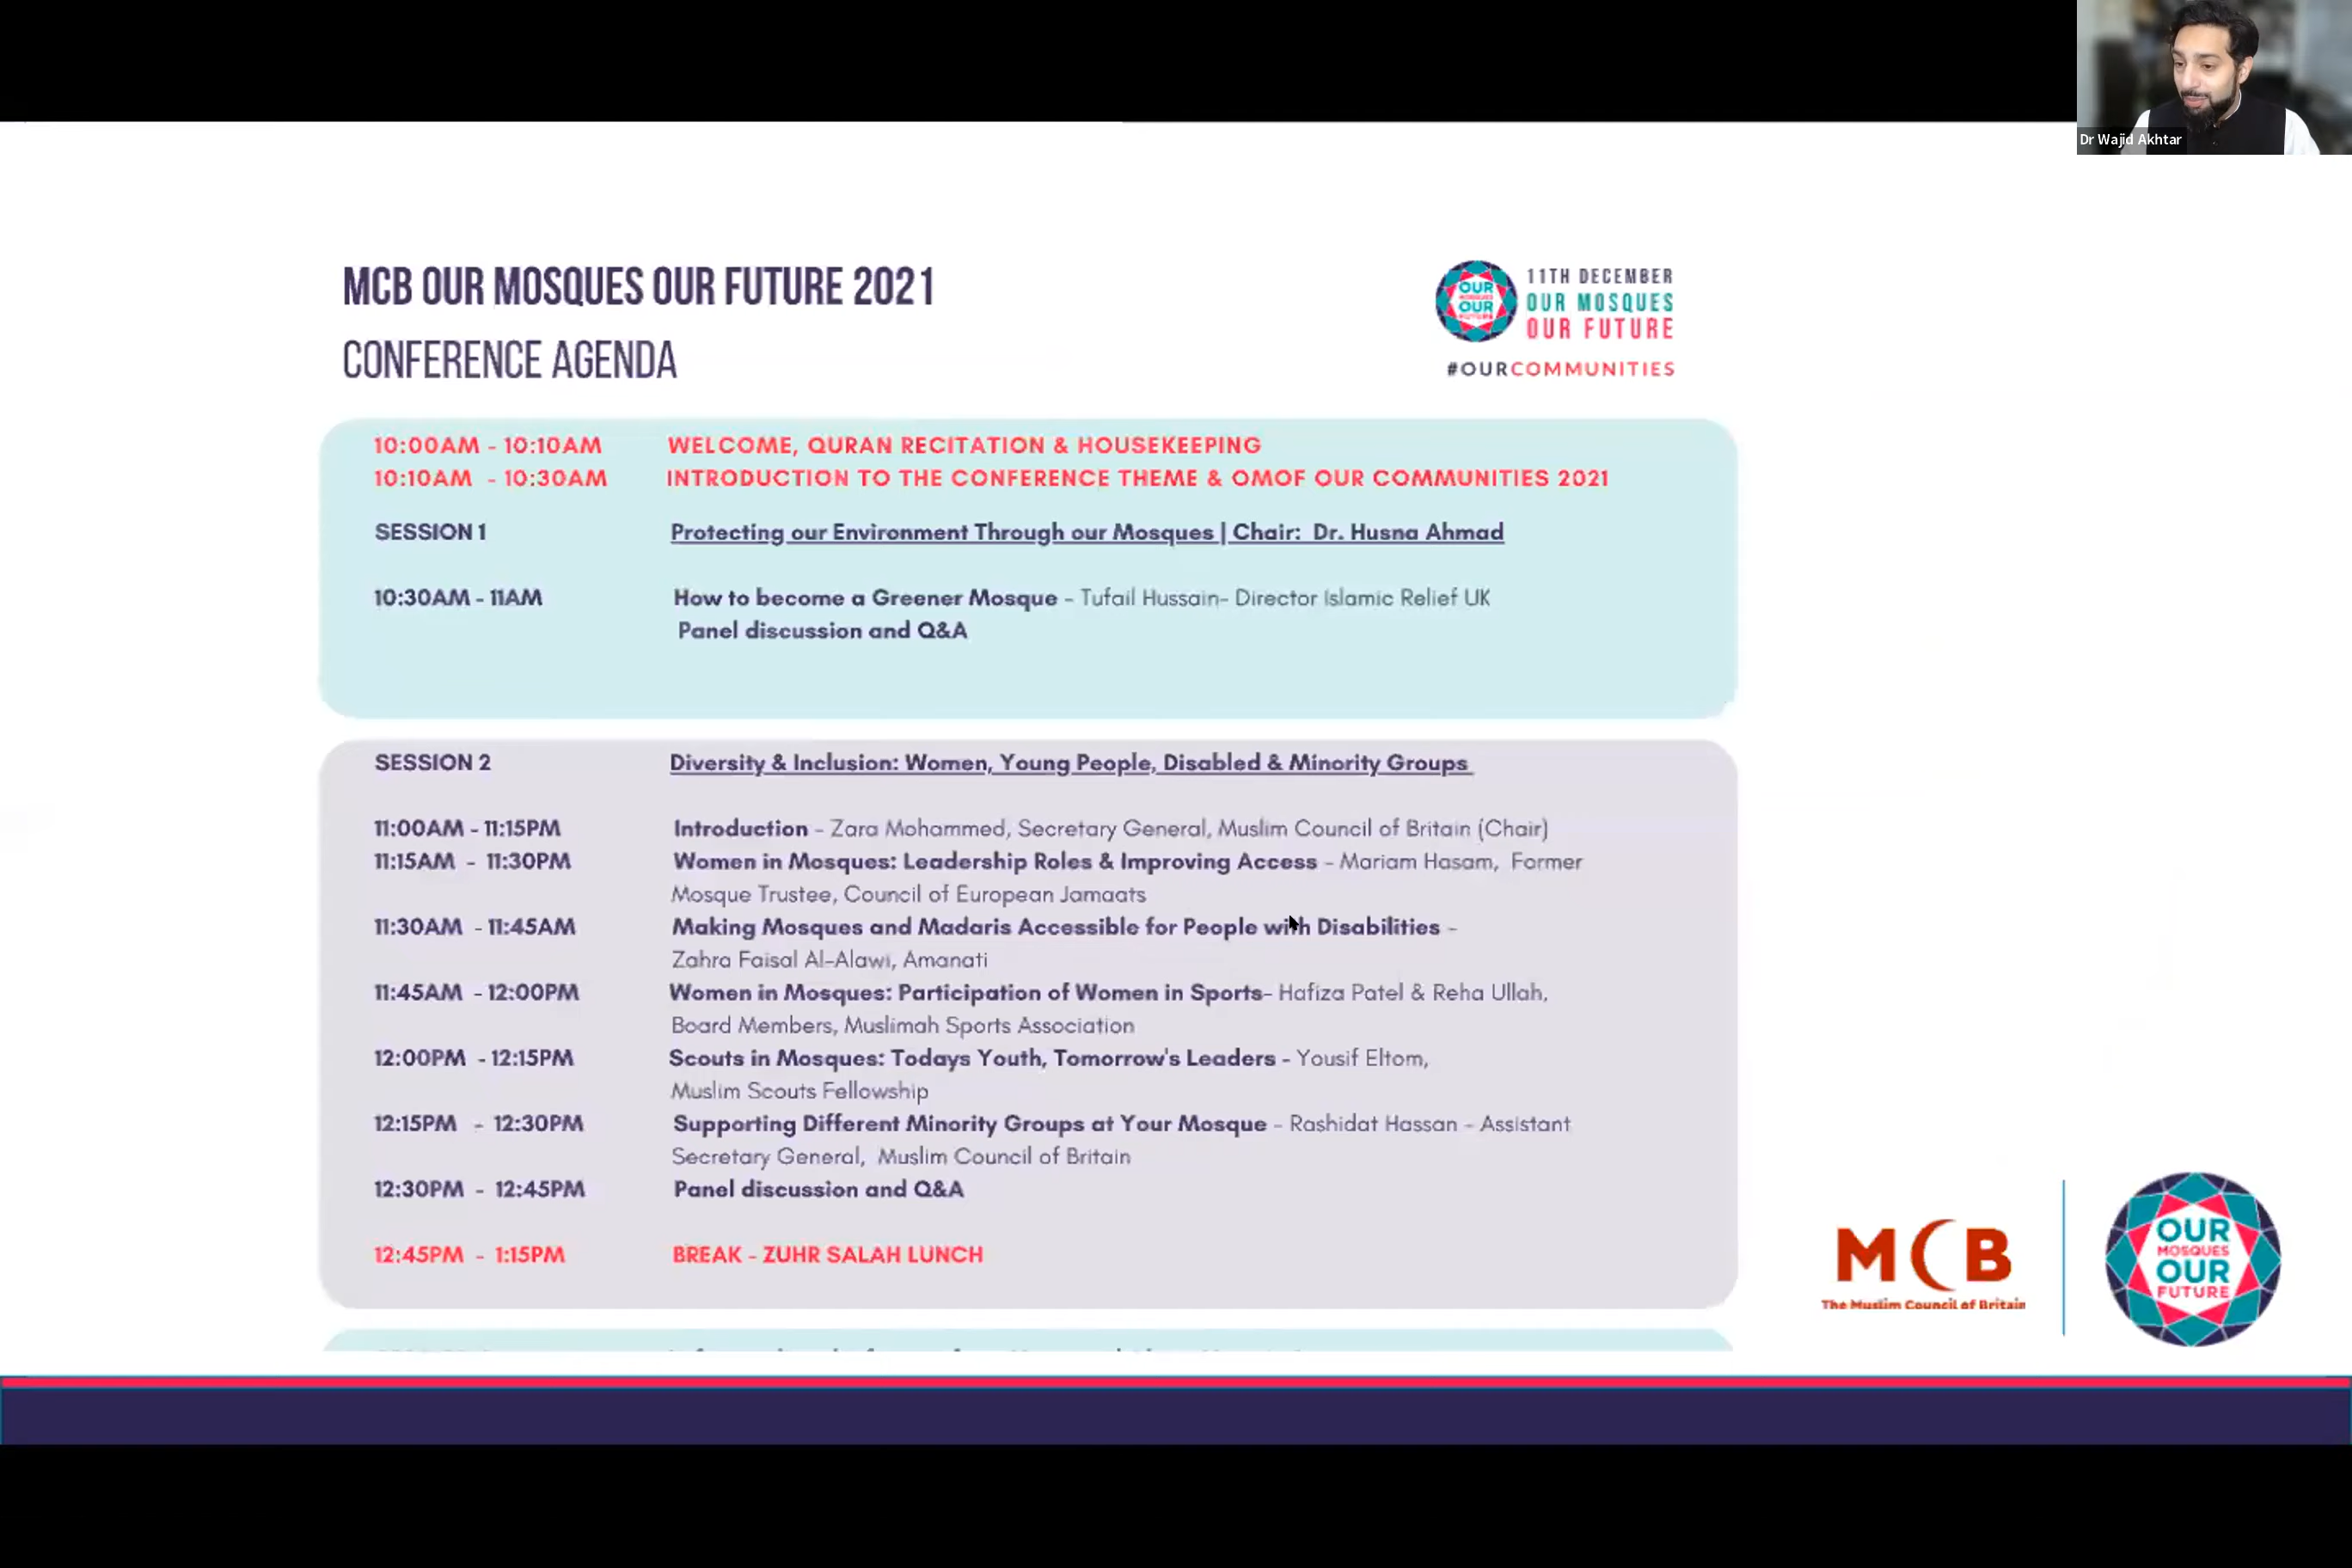 Dr Wajid Akhtar
MCB OUR MOSQUES OUR FUTURE 2021
CONFERENCE AGENDA
OUR
MOSQUES
OUR
FUTURE
11TH DECEMBER
OUR MOSQUES
OUR FUTURE
#OURCOMMUNITIES
10:00AM - 10:10AM WELCOME, QURAN RECITATION & HOUSEKEEPING
10:10AM - 10:30AM INTRODUCTION TO THE CONFERENCE THEME & OMOF OUR COMMUNITIES 2021
SESSION 1 Protecting our Environment Through our Mosques | Chair: Dr. Husna Ahmad
10:30AM - 11AM How to become a Greener Mosque - Tufail Hussain- Director Islamic Relief UK
Panel discussion and Q&A
SESSION 2 Diversity & Inclusion: Women, Young People, Disabled & Minority Groups
11:00AM - 11:15PM Introduction - Zara Mohammed, Secretary General, Muslim Council of Britain (Chair)
11:15AM - 11:30PM Women in Mosques: Leadership Roles & Improving Access - Mariam Hasam, Former
Mosque Trustee, Council of European Jamaats
11:30AM - 11:45AM Making Mosques and Madaris Accessible for People with Disabilities -
Zahra Faisal Al-Alawi, Amanati
11:45AM - 12:00PM Women in Mosques: Participation of Women in Sports- Hafiza Patel & Reha Ullah,
Board Members, Muslimah Sports Association
12:00PM - 12:15PM Scouts in Mosques: Todays Youth, Tomorrow's Leaders - Yousif Eltom,
Muslim Scouts Fellowship
12:15PM - 12:30PM Supporting Different Minority Groups at Your Mosque - Rashidat Hassan - Assistant
Secretary General, Muslim Council of Britain
12:30PM - 12:45PM Panel discussion and Q&A
12:45PM - 1:15PM BREAK - ZUHR SALAH LUNCH
MCB
The Muslim Council of Britain
OUR
MOSQUES
OUR
FUTURE